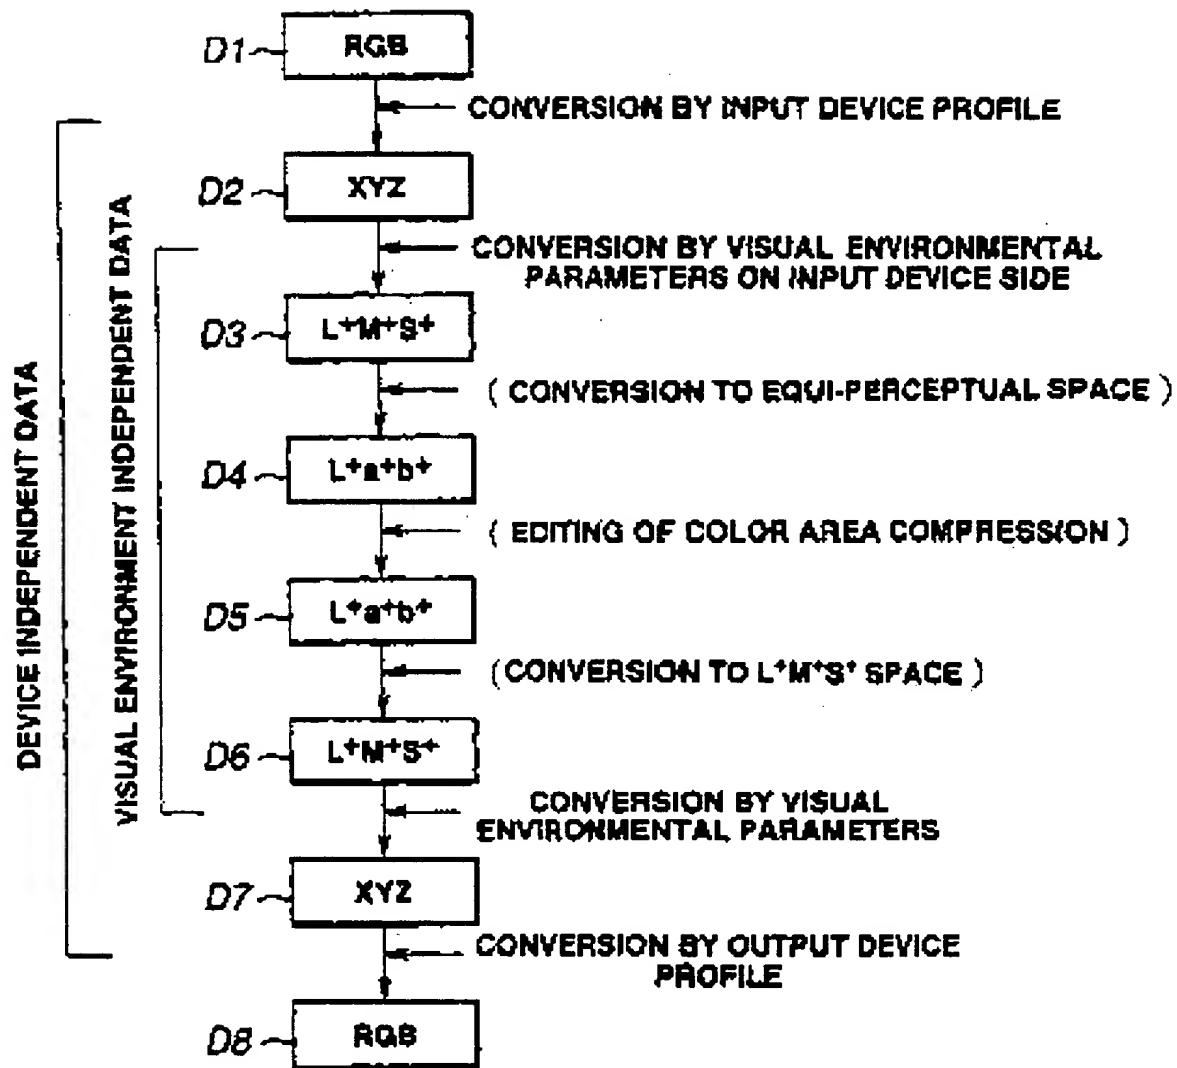 D1
RGB
CONVERSION BY INPUT DEVICE PROFILE
D2
XYZ
CONVERSION BY VISUAL ENVIRONMENTAL
PARAMETERS ON INPUT DEVICE SIDE
D3
L+M+S+
( CONVERSION TO EQUI-PERCEPTUAL SPACE )
D4
L+a+b+
( EDITING OF COLOR AREA COMPRESSION )
D5
L+a+b+
( CONVERSION TO L+M+S+ SPACE )
D6
L+M+S+
CONVERSION BY VISUAL
ENVIRONMENTAL PARAMETERS
D7
XYZ
CONVERSION BY OUTPUT DEVICE
PROFILE
D8
RGB
DEVICE INDEPENDENT DATA
VISUAL ENVIRONMENT INDEPENDENT DATA